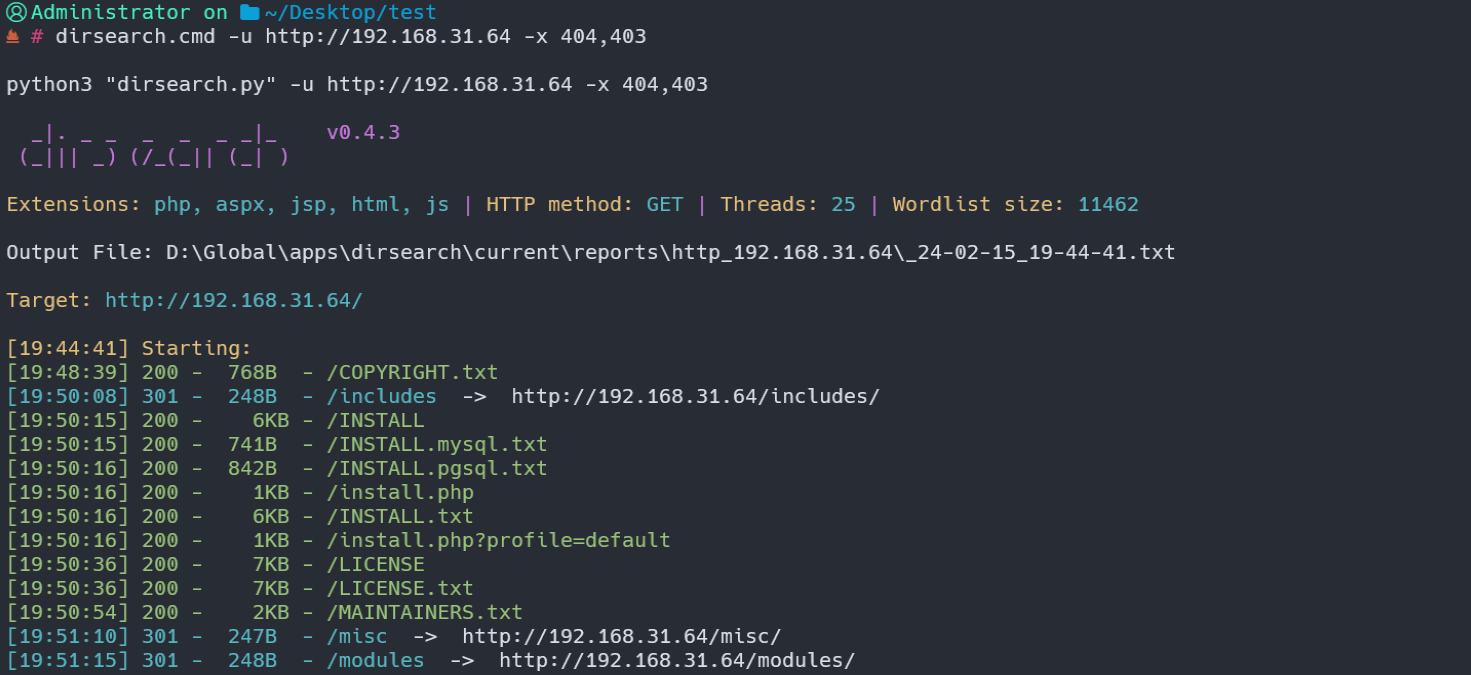 Administrator on ~/Desktop/test
# dirsearch.cmd -u http://192.168.31.64 -x 404,403
python3 "dirsearch.py" -u http://192.168.31.64 -x 404,403
_|. _ _  _  _  _ _|_    v0.4.3
(_||| _) (/_(_|| (_| )
Extensions: php, aspx, jsp, html, js | HTTP method: GET | Threads: 25 | Wordlist size: 11462
Output File: D:\Global\apps\dirsearch\current\reports\http_192.168.31.64\_24-02-15_19-44-41.txt
Target: http://192.168.31.64/
[19:44:41] Starting:
[19:48:39] 200 -  768B  - /COPYRIGHT.txt
[19:50:08] 301 -  248B  - /includes  ->  http://192.168.31.64/includes/
[19:50:15] 200 -    6KB - /INSTALL
[19:50:15] 200 -  741B  - /INSTALL.mysql.txt
[19:50:16] 200 -  842B  - /INSTALL.pgsql.txt
[19:50:16] 200 -    1KB - /install.php
[19:50:16] 200 -    6KB - /INSTALL.txt
[19:50:16] 200 -    1KB - /install.php?profile=default
[19:50:36] 200 -    7KB - /LICENSE
[19:50:36] 200 -    7KB - /LICENSE.txt
[19:50:54] 200 -    2KB - /MAINTAINERS.txt
[19:51:10] 301 -  247B  - /misc  ->  http://192.168.31.64/misc/
[19:51:15] 301 -  248B  - /modules  ->  http://192.168.31.64/modules/